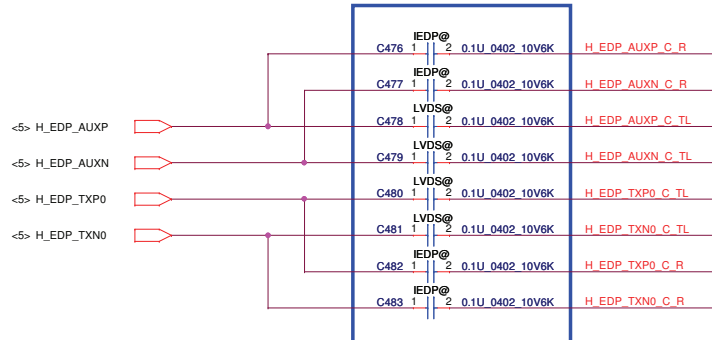 IEDP@
C476 1 2 0.1U_0402_10V6K H_EDP_AUXP_C_R
IEDP@
C477 1 2 0.1U_0402_10V6K H_EDP_AUXN_C_R
LVDS@
<5> H_EDP_AUXP C478 1 2 0.1U_0402_10V6K H_EDP_AUXP_C_TL
LVDS@
<5> H_EDP_AUXN C479 1 2 0.1U_0402_10V6K H_EDP_AUXN_C_TL
LVDS@
<5> H_EDP_TXP0 C480 1 2 0.1U_0402_10V6K H_EDP_TXP0_C_TL
LVDS@
<5> H_EDP_TXN0 C481 1 2 0.1U_0402_10V6K H_EDP_TXN0_C_TL
IEDP@
C482 1 2 0.1U_0402_10V6K H_EDP_TXP0_C_R
IEDP@
C483 1 2 0.1U_0402_10V6K H_EDP_TXN0_C_R